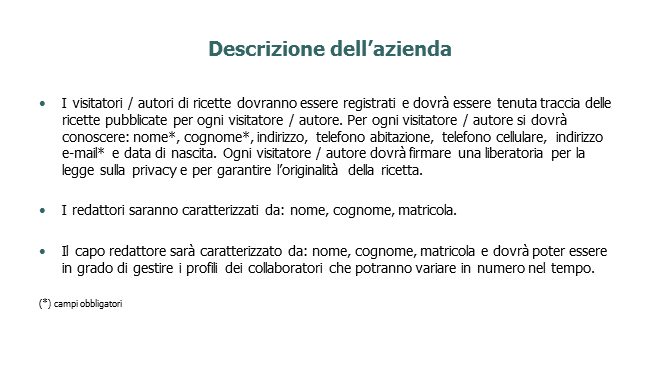 Descrizione dell’azienda
• I visitatori / autori di ricette dovranno essere registrati e dovrà essere tenuta traccia delle
ricette pubblicate per ogni visitatore / autore. Per ogni visitatore / autore si dovrà
conoscere: nome*, cognome*, indirizzo, telefono abitazione, telefono cellulare, indirizzo
e-mail* e data di nascita. Ogni visitatore / autore dovrà firmare una liberatoria per la
legge sulla privacy e per garantire l’originalità della ricetta.
• I redattori saranno caratterizzati da: nome, cognome, matricola.
• Il capo redattore sarà caratterizzato da: nome, cognome, matricola e dovrà poter essere
in grado di gestire i profili dei collaboratori che potranno variare in numero nel tempo.
(*) campi obbligatori